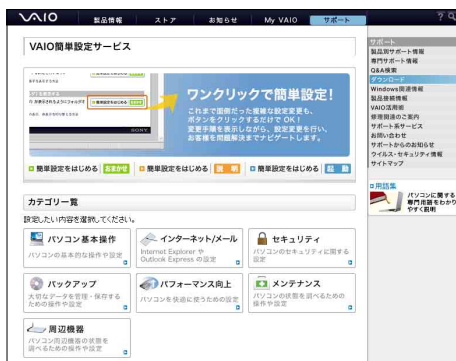 VAIO
製品情報
ストア
お知らせ
My VAIO
サポート
VAIO簡単設定サービス
簡単設定をはじめる
SONY
ワンクリックで簡単設定!
これまで面倒だった複雑な設定変更も、
ボタンをクリックするだけで OK!
変更手順を表示しながら、設定変更を行い、
お客様を問題解決までナビゲートします。
簡単設定をはじめる おまかせ
簡単設定をはじめる 説 明
簡単設定をはじめる 起 動
カテゴリー一覧
設定したい内容を選択してください。
パソコン基本操作
パソコンの基本的な操作や設定
インターネット/メール
Internet Explorer や
Outlook Express の設定
セキュリティ
パソコンのセキュリティに関する
設定
バックアップ
大切なデータを管理・保存する
ための操作や設定
パフォーマンス向上
パソコンを快適に使うための設定
メンテナンス
パソコンの状態を調べるための
操作や設定
周辺機器
パソコン周辺機器の状態を
調べるための操作や設定
サポート
製品別サポート情報
専門サポート情報
Q&A検索
ダウンロード
Windows関連情報
製品接続情報
VAIO活用術
修理関連のご案内
サポート系サービス
お問い合わせ
サポートからのお知らせ
ウイルス・セキュリティ情報
サイトマップ
用語集
パソコンに関する
専門用語をわかり
やすく説明